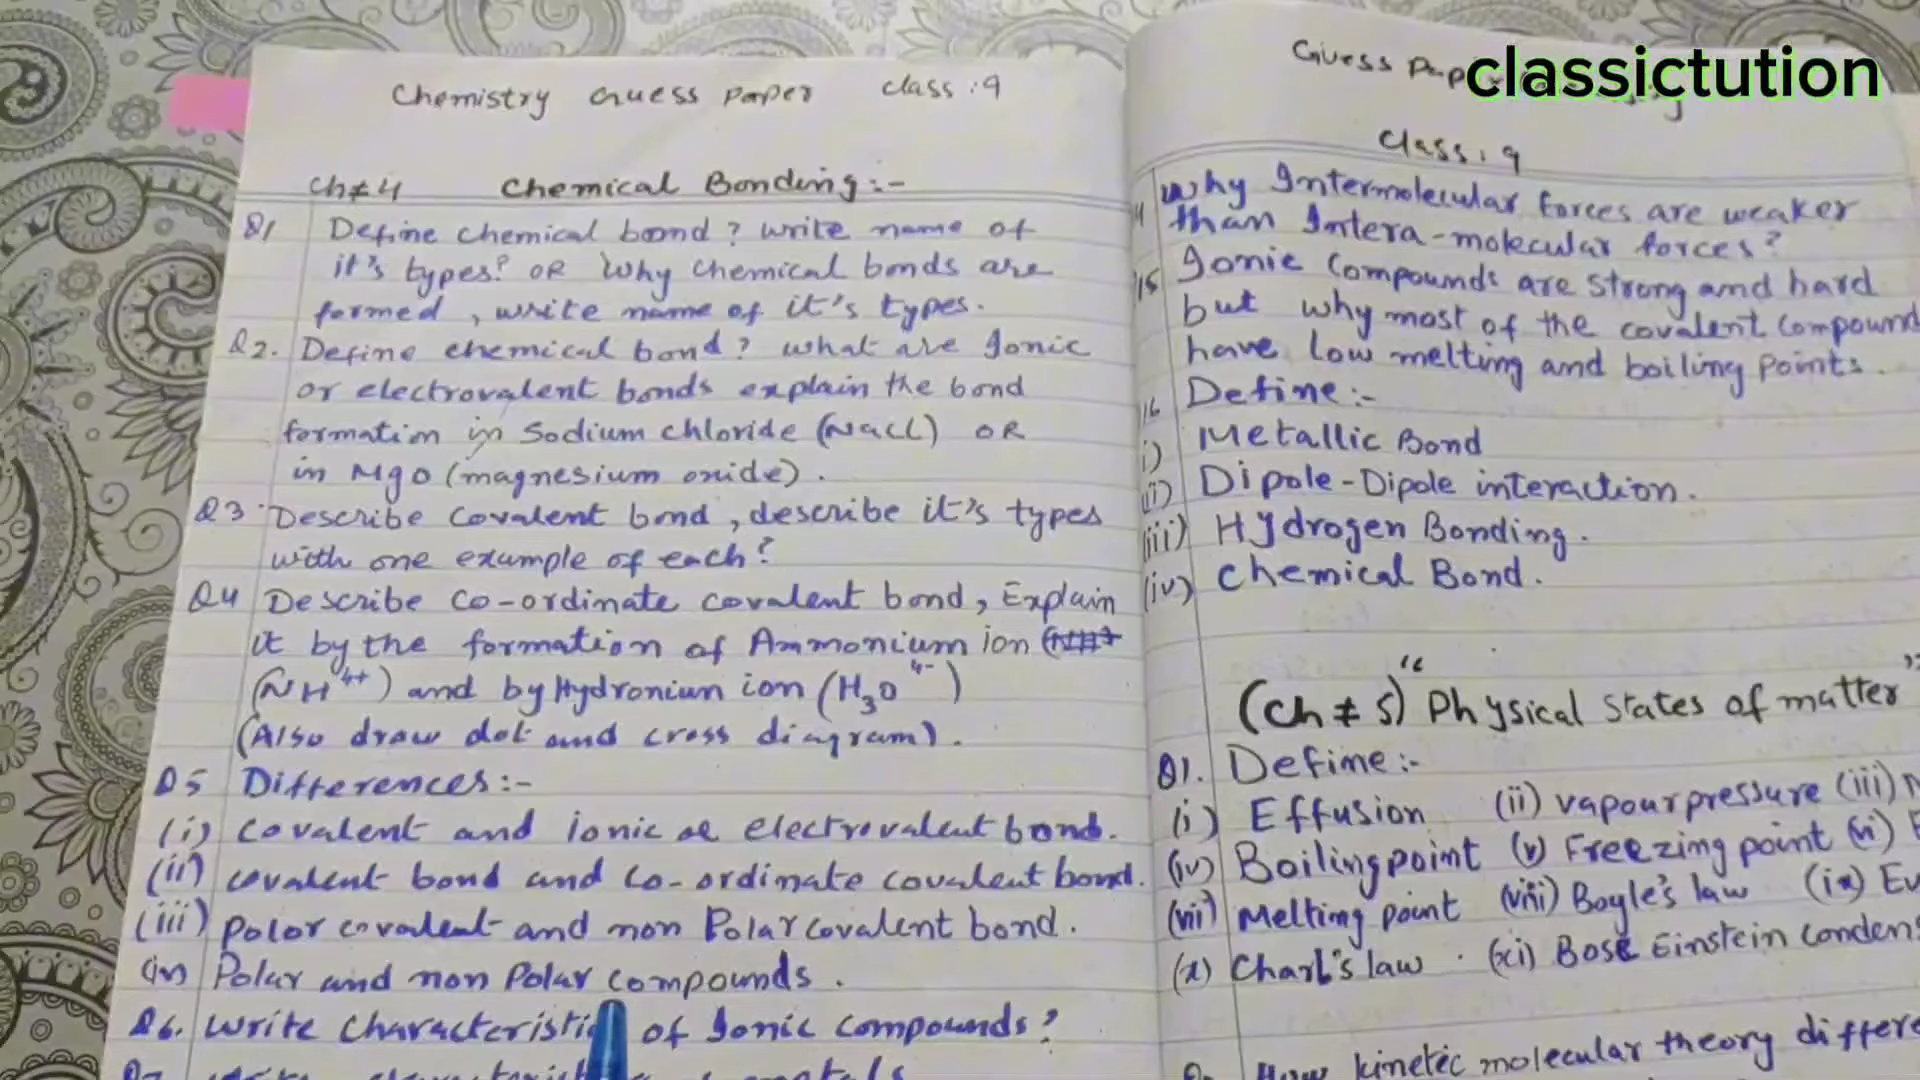 Chemistry Guess paper class :9
ch#4 Chemical Bonding:-
Q1 Define chemical boond? write name of
it's types? OR Why chemical bonds are
formed, write name of it's types.
Q2. Define chemical bond? what are Ionic
or electrovalent bonds explain the bond
formation in Sodium chloride (Nacl) OR
in MgO (magnesium oxide).
Q3. Describe Covalent bond, describe it's types
with one example of each?
Q4 Describe Co-ordinate covalent bond, Explain
it by the formation of Ammonium ion
(NH4+) and by Hydroniun ion (H3O4-)
(Also draw dot and cross diagram).
Q5 Differences:-
(i) covalent and ionic or electrovalent bond.
(ii) covalent bond and Co-ordinate covalent bond.
(iii) Polor covalent and non Polar covalent bond.
(iv) Polar and non Polar compounds.
Q6. Write Characteristic of Ionic compounds?
classictution
Guess
Class: 9
Why Intermolecular forces are weaker
than Intera-molecular forces?
15 Ionic Compounds are strong and hard
but why most of the covalent Compound
have low melting and boiling points.
16 Define:-
i) Metallic Bond
(ii) Dipole-Dipole interaction.
(iii) Hydrogen Bonding.
(iv) Chemical Bond.
(ch # 5) "Physical States of matter"
Q1. Define:-
(i) Effusion (ii) vapour pressure (iii)
(iv) Boiling point (v) Freezing point (vi)
(vii) Melting point (viii) Boyle's law (ix)
(x) Charl's law. (xi) Bose Einstein
How kinetic molecular theory